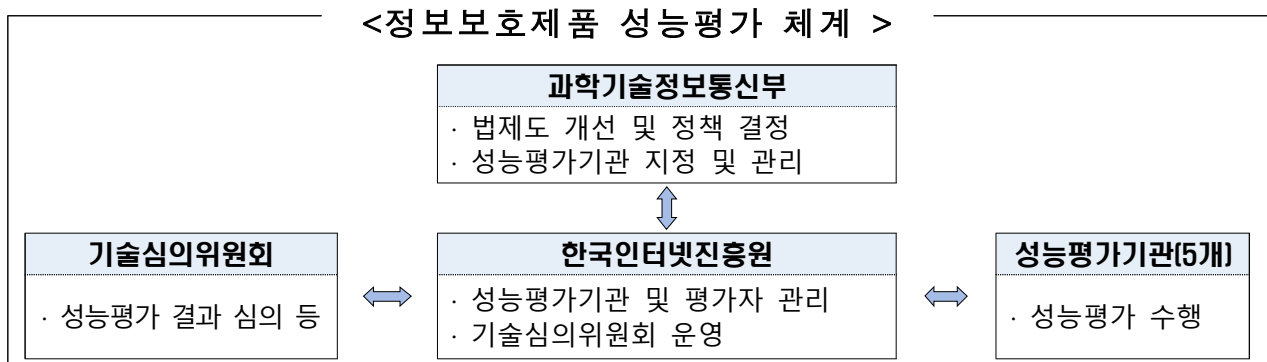 <정보보호제품 성능평가 체계 >
과학기술정보통신부
· 법제도 개선 및 정책 결정
· 성능평가기관 지정 및 관리
기술심의위원회
· 성능평가 결과 심의 등
한국인터넷진흥원
· 성능평가기관 및 평가자 관리
· 기술심의위원회 운영
성능평가기관(5개)
· 성능평가 수행